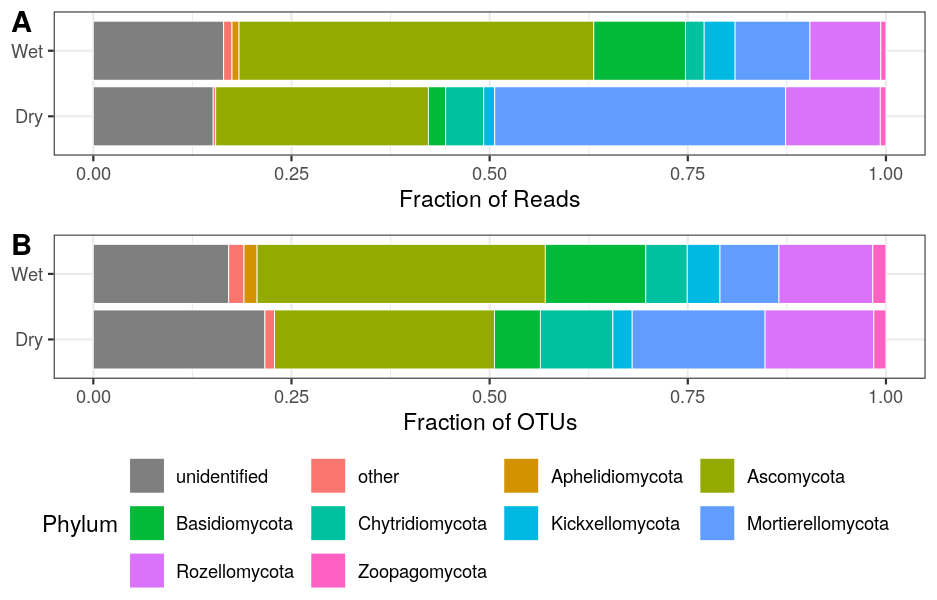 A
Wet
Dry
0.00 0.25 0.50 0.75 1.00
Fraction of Reads
B
Wet
Dry
0.00 0.25 0.50 0.75 1.00
Fraction of OTUs
Phylum
unidentified other Aphelidiomycota Ascomycota
Basidiomycota Chytridiomycota Kickxellomycota Mortierellomycota
Rozellomycota Zoopagomycota